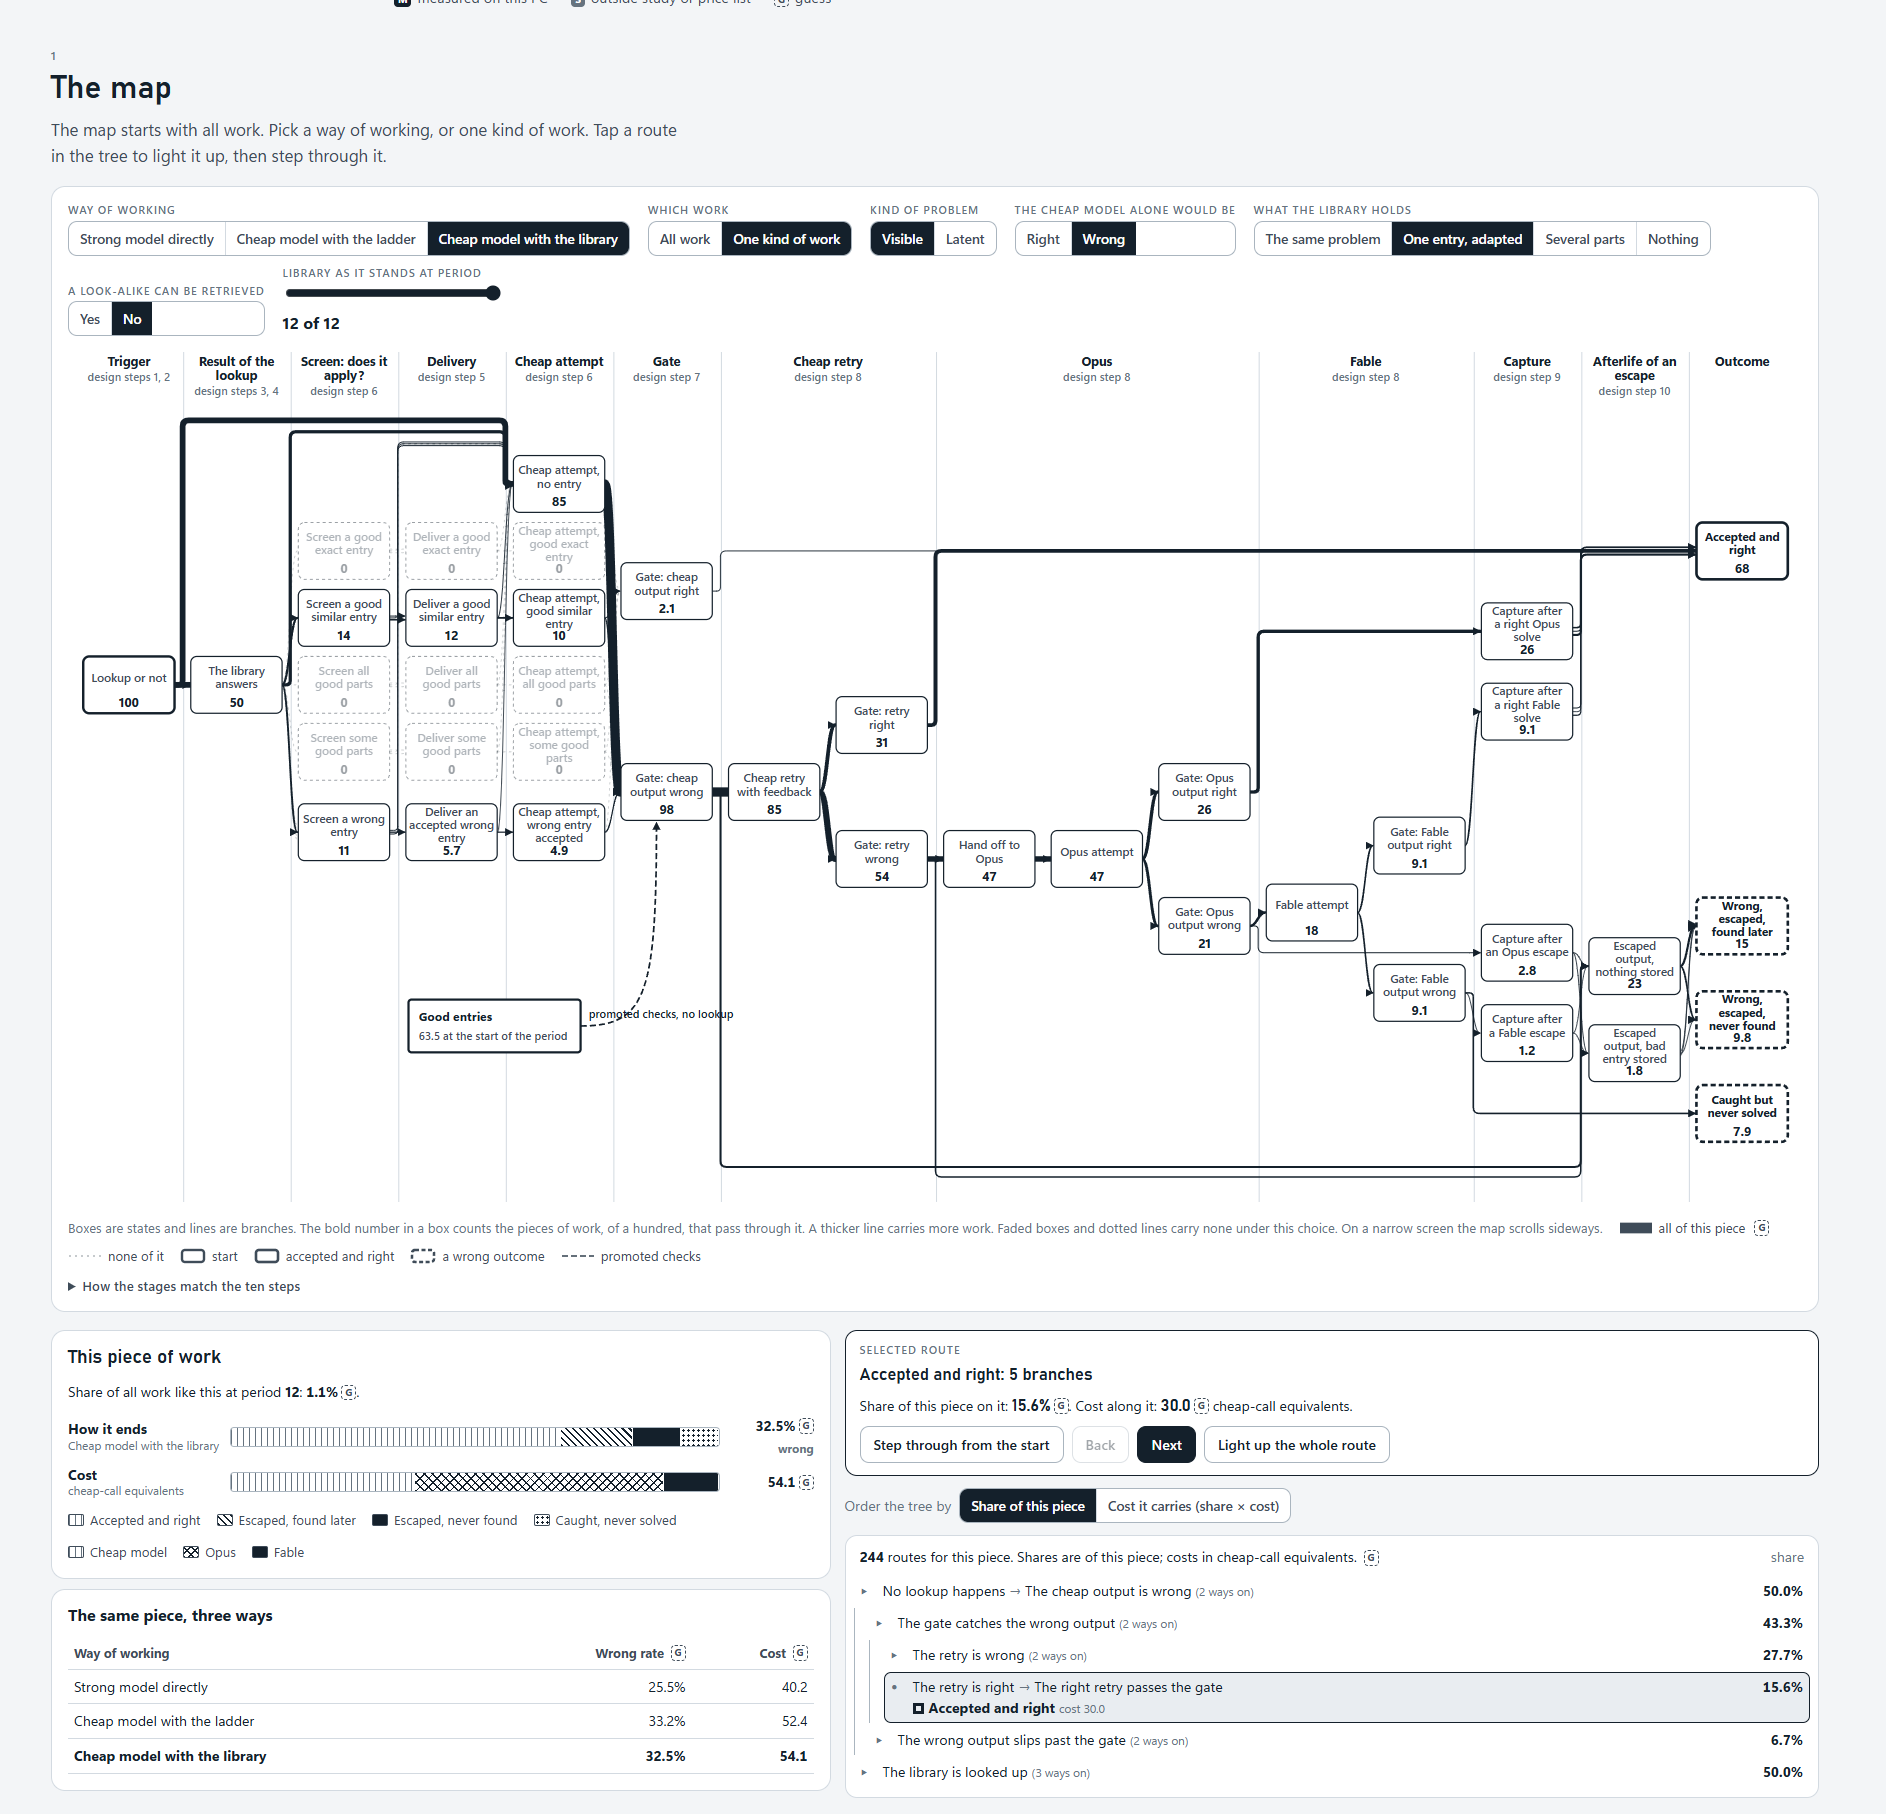 M measured on this PC S outside study or price list G guess
1
The map
The map starts with all work. Pick a way of working, or one kind of work. Tap a route
in the tree to light it up, then step through it.
WAY OF WORKING
Strong model directly
Cheap model with the ladder
Cheap model with the library
WHICH WORK
All work
One kind of work
KIND OF PROBLEM
Visible
Latent
THE CHEAP MODEL ALONE WOULD BE
Right
Wrong
WHAT THE LIBRARY HOLDS
The same problem
One entry, adapted
Several parts
Nothing
A LOOK-ALIKE CAN BE RETRIEVED
Yes
No
LIBRARY AS IT STANDS AT PERIOD
12 of 12
Trigger
design steps 1, 2
Result of the
lookup
design steps 3, 4
Screen: does it
apply?
design step 6
Delivery
design step 5
Cheap attempt
design step 6
Gate
design step 7
Cheap retry
design step 8
Opus
design step 8
Fable
design step 8
Capture
design step 9
Afterlife of an
escape
design step 10
Outcome
Lookup or not
100
The library
answers
50
Screen a good
exact entry
0
Screen a good
similar entry
14
Screen all
good parts
0
Screen some
good parts
0
Screen a wrong
entry
11
Deliver a good
exact entry
0
Deliver a good
similar entry
12
Deliver all
good parts
0
Deliver some
good parts
0
Deliver an
accepted wrong
entry
5.7
Cheap attempt,
no entry
85
Cheap attempt,
good exact
entry
0
Cheap attempt,
good similar
entry
10
Cheap attempt,
all good parts
0
Cheap attempt,
some good
parts
0
Cheap attempt,
wrong entry
accepted
4.9
Gate: cheap
output right
2.1
Gate: cheap
output wrong
98
Good entries
63.5 at the start of the period
promoted checks, no lookup
Cheap retry
with feedback
85
Gate: retry
right
31
Gate: retry
wrong
54
Hand off to
Opus
47
Opus attempt
47
Gate: Opus
output right
26
Gate: Opus
output wrong
21
Fable attempt
18
Gate: Fable
output right
9.1
Gate: Fable
output wrong
9.1
Capture after
a right Opus
solve
26
Capture after
a right Fable
solve
9.1
Capture after
an Opus escape
2.8
Capture after
a Fable escape
1.2
Escaped
output,
nothing stored
23
Escaped
output, bad
entry stored
1.8
Accepted and
right
68
Wrong,
escaped,
found later
15
Wrong,
escaped,
never found
9.8
Caught but
never solved
7.9
Boxes are states and lines are branches. The bold number in a box counts the pieces of work, of a hundred, that pass through it. A thicker line carries more work. Faded boxes and dotted lines carry none under this choice. On a narrow screen the map scrolls sideways. all of this piece G
none of it start accepted and right a wrong outcome promoted checks
▶ How the stages match the ten steps
This piece of work
Share of all work like this at period 12: 1.1% G.
How it ends
Cheap model with the library
32.5% G
wrong
Cost
cheap-call equivalents
54.1 G
Accepted and right Escaped, found later Escaped, never found Caught, never solved
Cheap model Opus Fable
The same piece, three ways
Way of working Wrong rate G Cost G
Strong model directly 25.5% 40.2
Cheap model with the ladder 33.2% 52.4
Cheap model with the library 32.5% 54.1
SELECTED ROUTE
Accepted and right: 5 branches
Share of this piece on it: 15.6% G. Cost along it: 30.0 G cheap-call equivalents.
Step through from the start
Back
Next
Light up the whole route
Order the tree by
Share of this piece
Cost it carries (share × cost)
244 routes for this piece. Shares are of this piece; costs in cheap-call equivalents. G share
▸ No lookup happens → The cheap output is wrong (2 ways on) 50.0%
▸ The gate catches the wrong output (2 ways on) 43.3%
▸ The retry is wrong (2 ways on) 27.7%
• The retry is right → The right retry passes the gate 15.6%
Accepted and right cost 30.0
▸ The wrong output slips past the gate (2 ways on) 6.7%
▸ The library is looked up (3 ways on) 50.0%